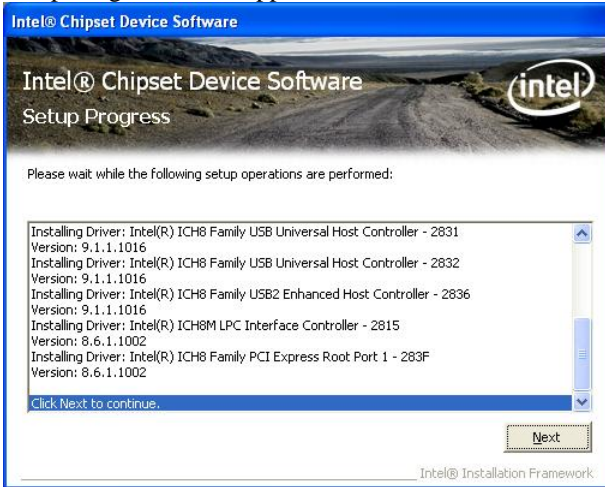 Intel® Chipset Device Software
Intel® Chipset Device Software
Setup Progress
intel
Please wait while the following setup operations are performed:
Installing Driver: Intel(R) ICH8 Family USB Universal Host Controller - 2831
Version: 9.1.1.1016
Installing Driver: Intel(R) ICH8 Family USB Universal Host Controller - 2832
Version: 9.1.1.1016
Installing Driver: Intel(R) ICH8 Family USB2 Enhanced Host Controller - 2836
Version: 9.1.1.1016
Installing Driver: Intel(R) ICH8M LPC Interface Controller - 2815
Version: 8.6.1.1002
Installing Driver: Intel(R) ICH8 Family PCI Express Root Port 1 - 283F
Version: 8.6.1.1002
Click Next to continue.
Next
Intel® Installation Framework